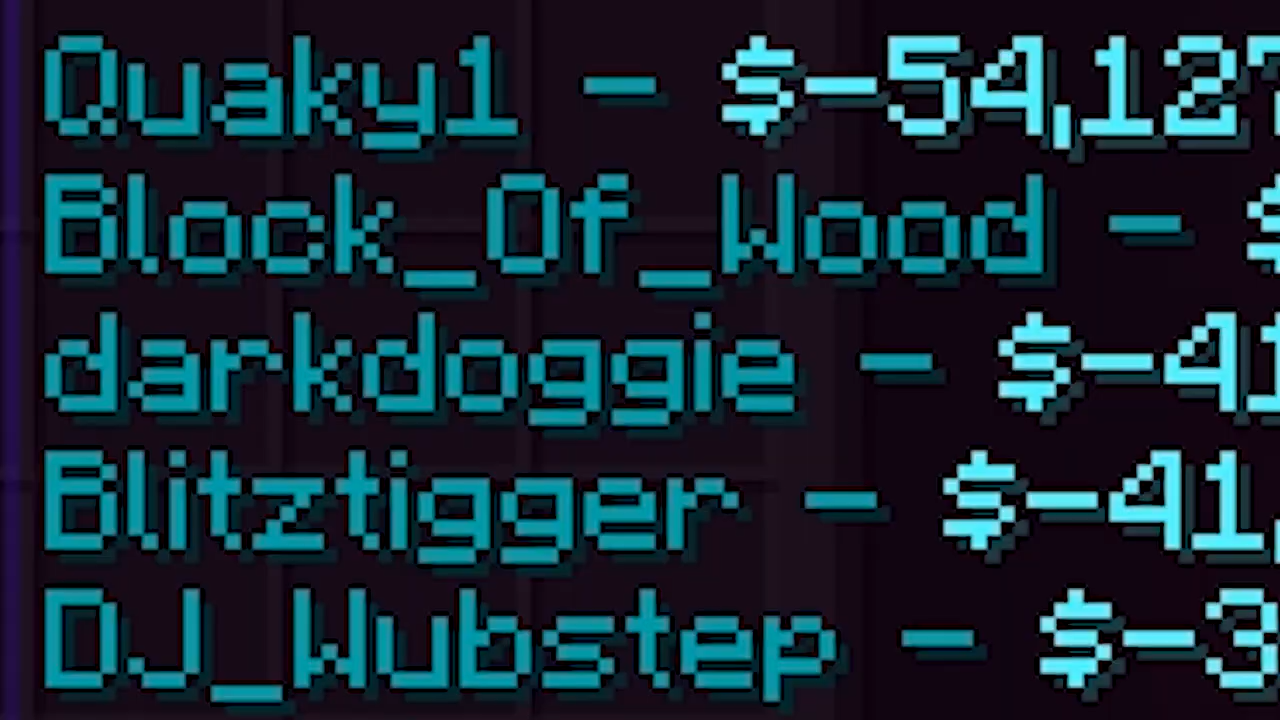 Quaky1 - $-54,127
Block_Of_Wood - $
darkdoggie - $-41
Blitztigger - $-41,
DJ_Wubstep - $-3